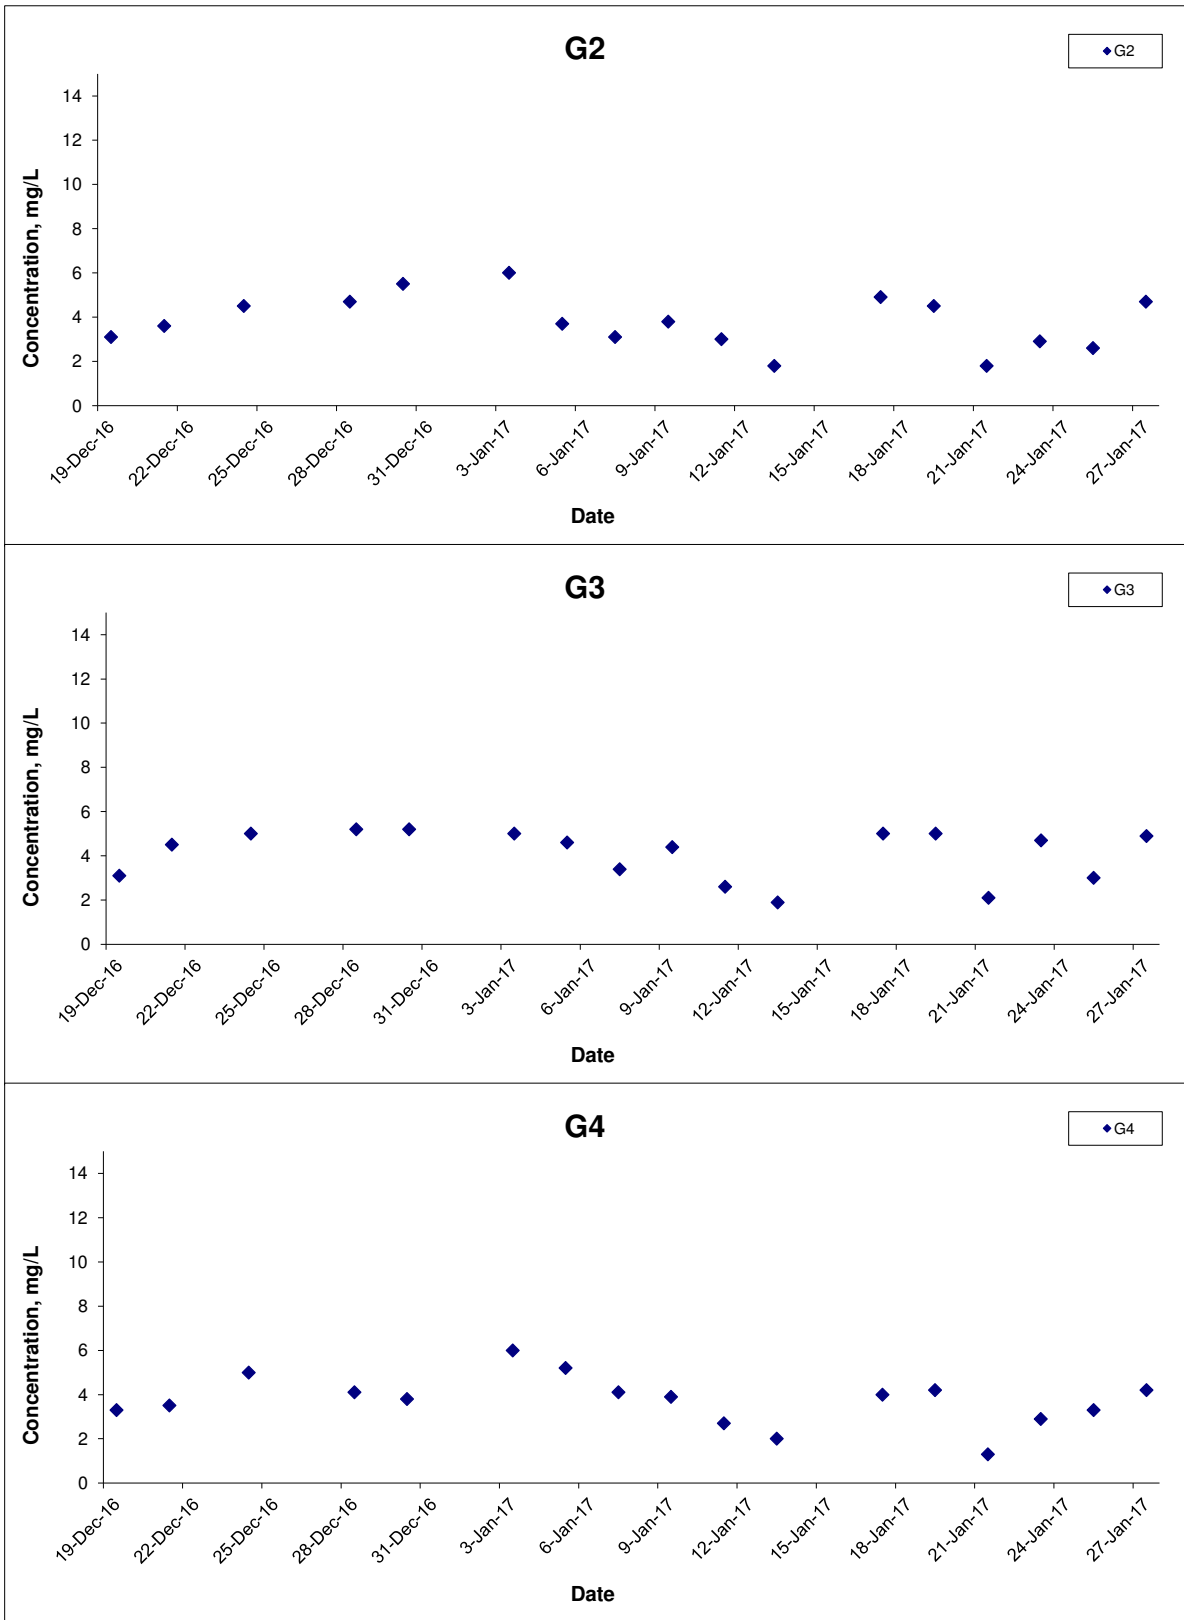 G2
G2
14
12
10
8
6
4
2
0
Concentration, mg/L
19-Dec-16 22-Dec-16 25-Dec-16 28-Dec-16 31-Dec-16 3-Jan-17 6-Jan-17 9-Jan-17 12-Jan-17 15-Jan-17 18-Jan-17 21-Jan-17 24-Jan-17 27-Jan-17
Date
G3
G3
14
12
10
8
6
4
2
0
Concentration, mg/L
19-Dec-16 22-Dec-16 25-Dec-16 28-Dec-16 31-Dec-16 3-Jan-17 6-Jan-17 9-Jan-17 12-Jan-17 15-Jan-17 18-Jan-17 21-Jan-17 24-Jan-17 27-Jan-17
Date
G4
G4
14
12
10
8
6
4
2
0
Concentration, mg/L
19-Dec-16 22-Dec-16 25-Dec-16 28-Dec-16 31-Dec-16 3-Jan-17 6-Jan-17 9-Jan-17 12-Jan-17 15-Jan-17 18-Jan-17 21-Jan-17 24-Jan-17 27-Jan-17
Date